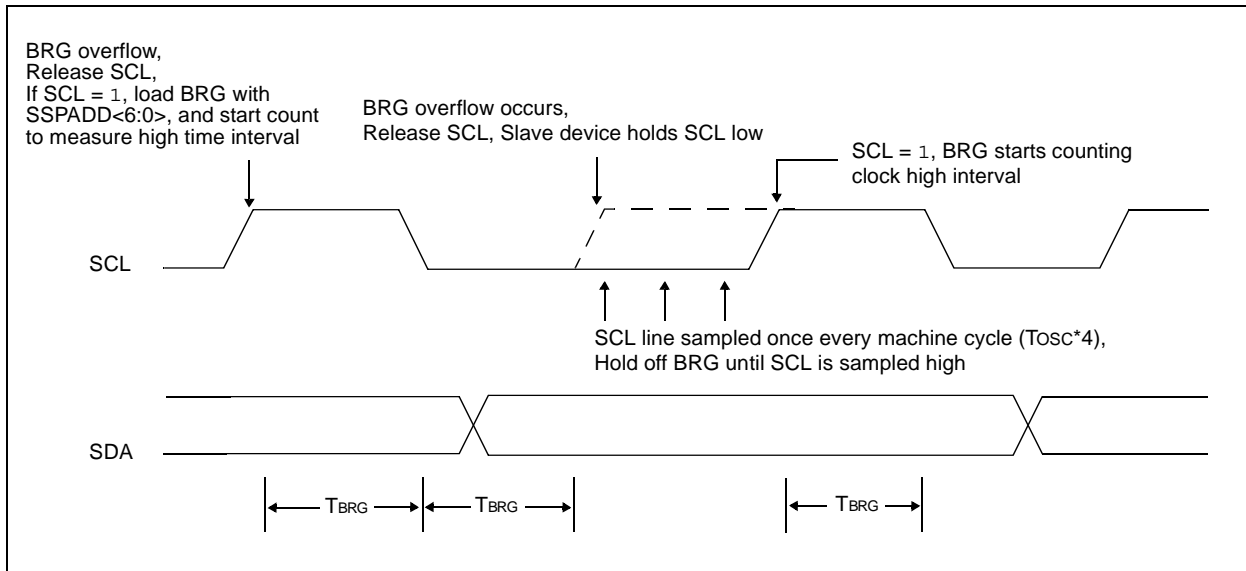 BRG overflow,
Release SCL,
If SCL = 1, load BRG with
SSPADD<6:0>, and start count
to measure high time interval
BRG overflow occurs,
Release SCL, Slave device holds SCL low
SCL = 1, BRG starts counting
clock high interval
SCL
SCL line sampled once every machine cycle (TOSC*4),
Hold off BRG until SCL is sampled high
SDA
TBRG
TBRG
TBRG